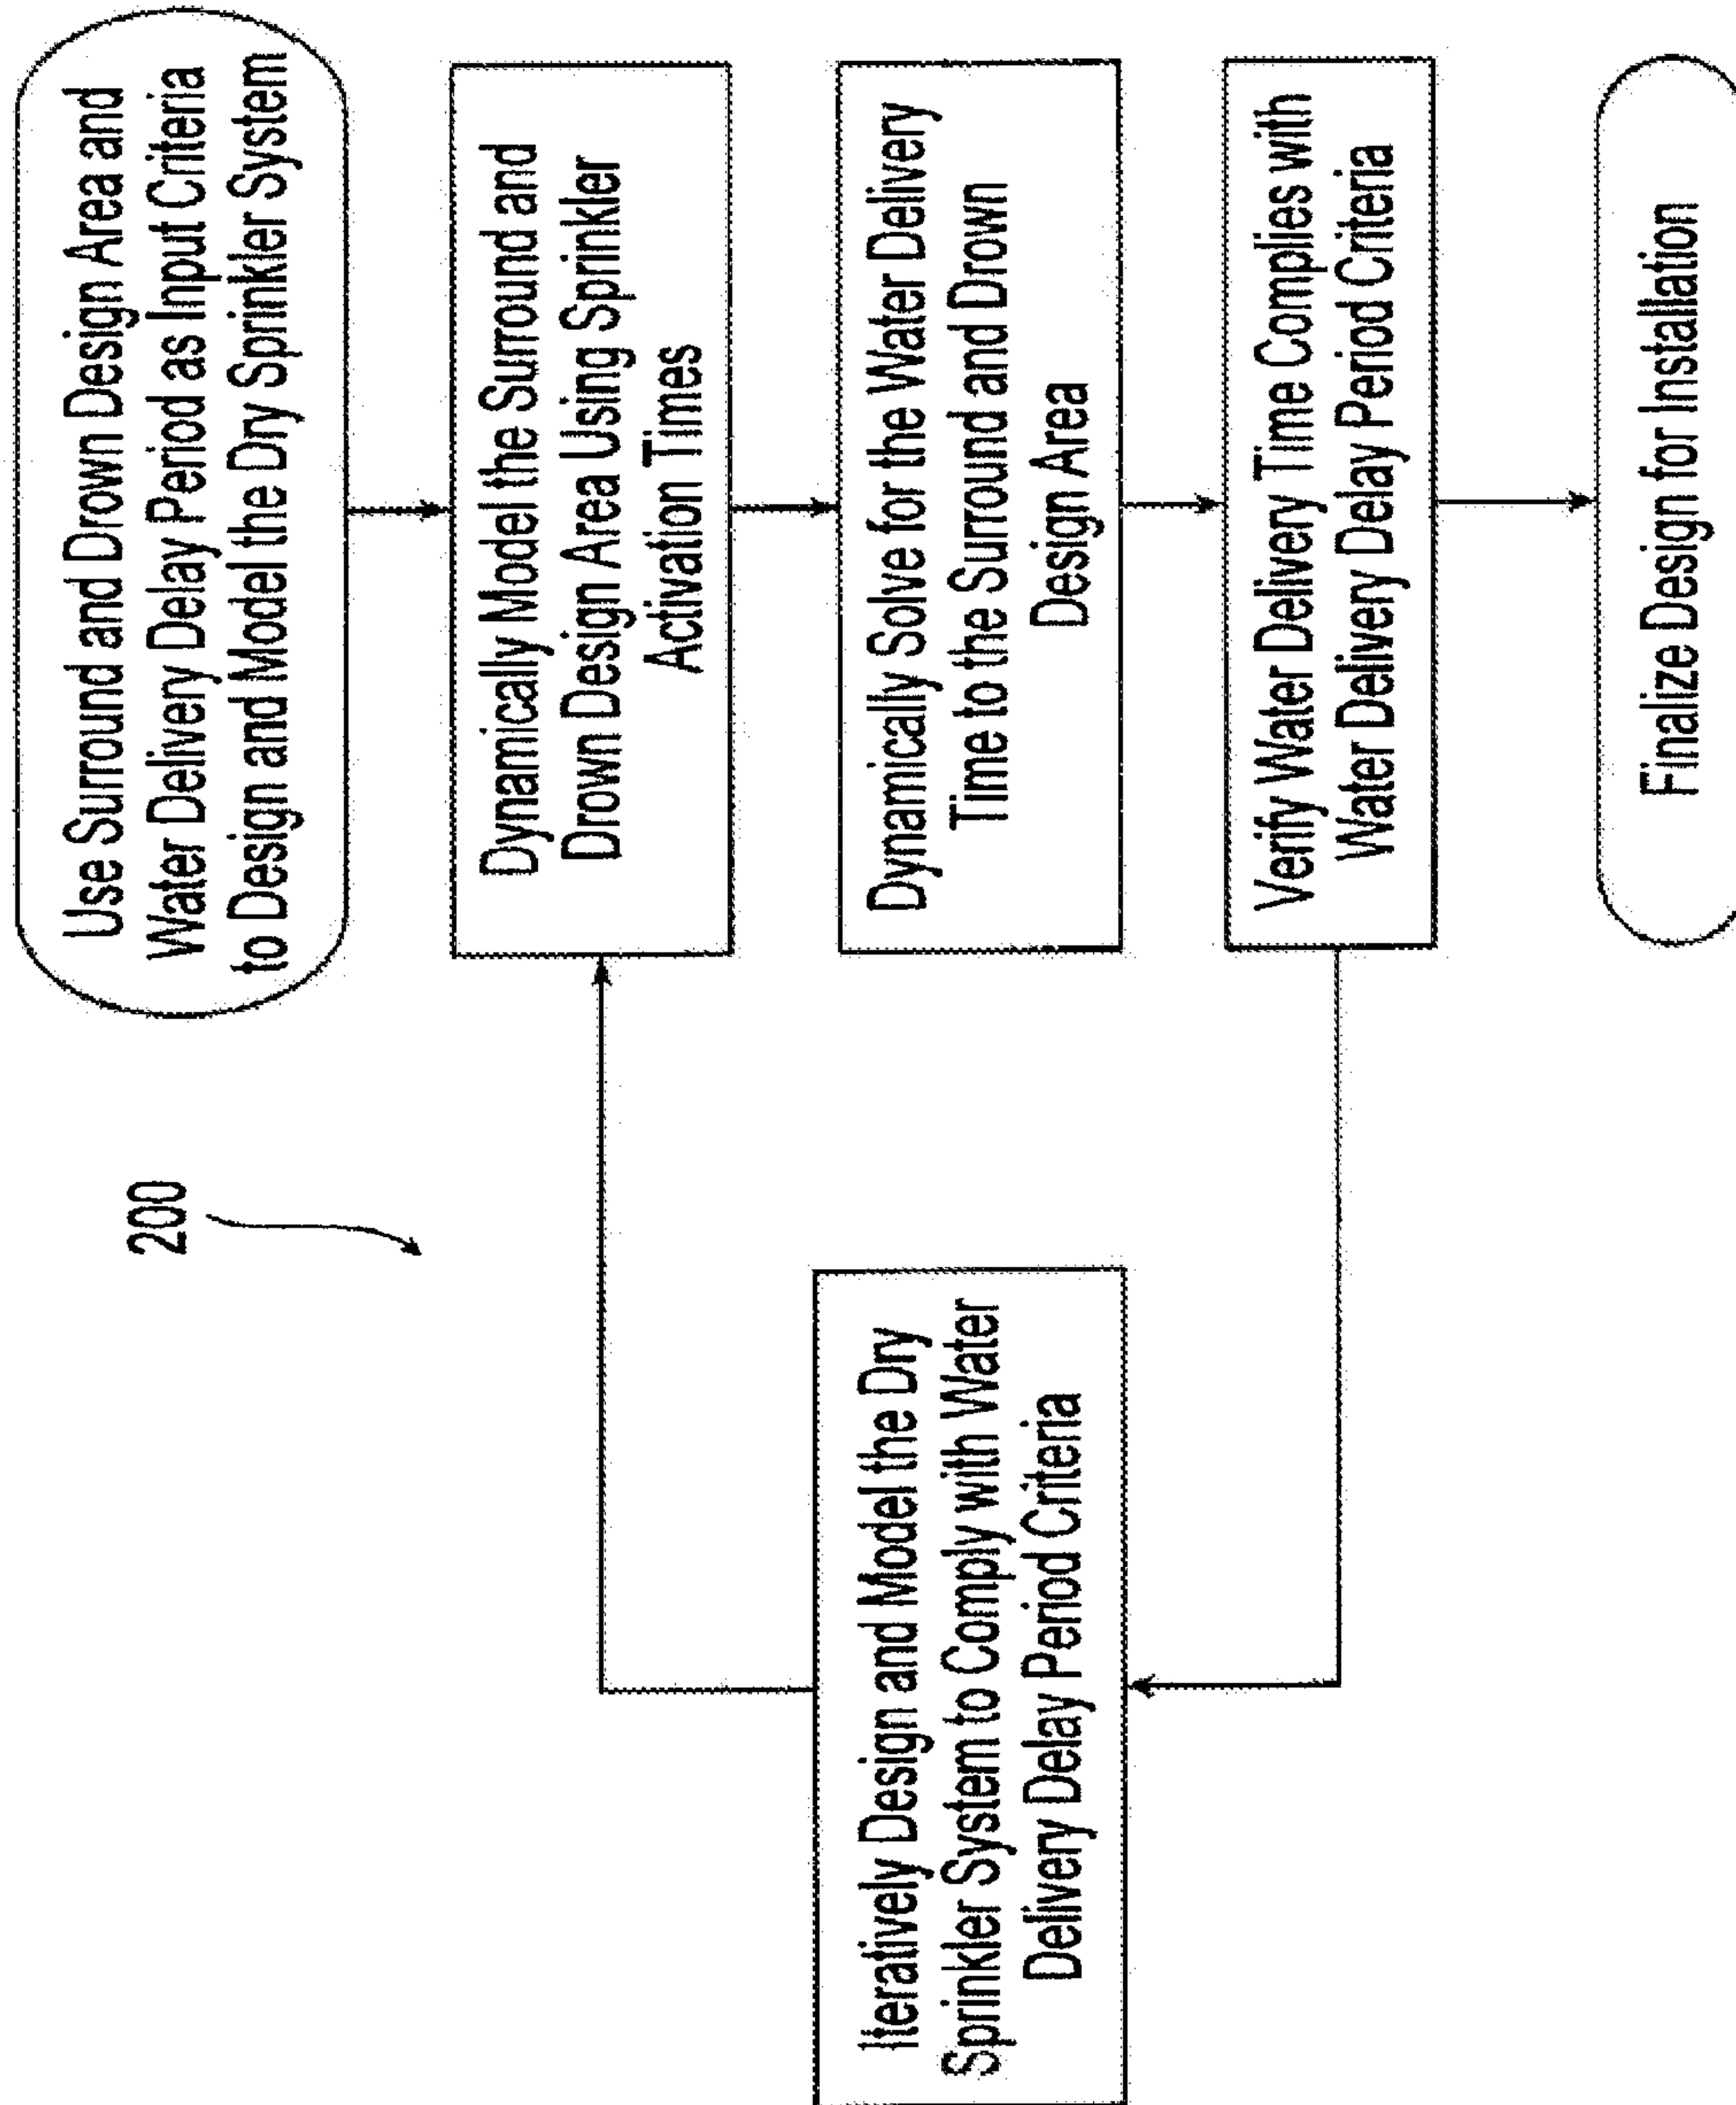 Use Surround and Drown Design Area and
Water Delivery Delay Period as Input Criteria
to Design and Model the Dry Sprinkler System
200
Dynamically Model the Surround and
Drown Design Area Using Sprinkler
Activation Times
Iteratively Design and Model the Dry
Sprinkler System to Comply with Water
Delivery Delay Period Criteria
Dynamically Solve for the Water Delivery
Time to the Surround and Drown
Design Area
Verify Water Delivery Time Complies with
Water Delivery Delay Period Criteria
Finalize Design for Installation